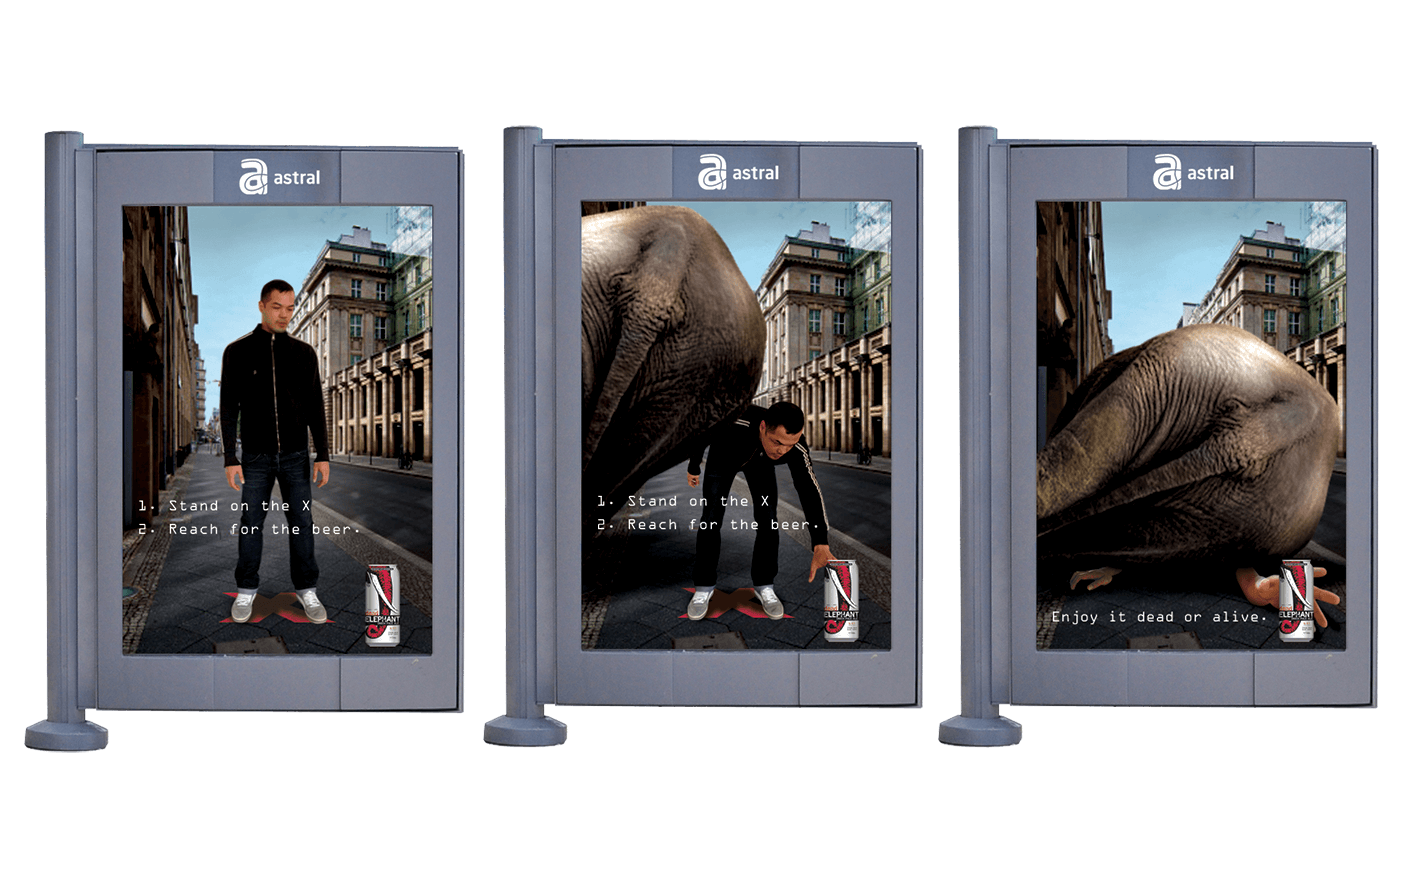 astral
1. Stand on the X
2. Reach for the beer.
ELEPHANT
astral
1. Stand on the X
2. Reach for the beer.
ELEPHANT
astral
Enjoy it dead or alive.
ELEPHANT